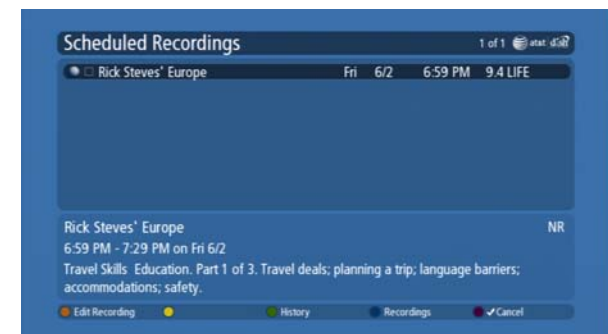 Scheduled Recordings 1 of 1 at&t dish
Rick Steves' Europe Fri 6/2 6:59 PM 9.4 LIFE
Rick Steves' Europe NR
6:59 PM - 7:29 PM on Fri 6/2
Travel Skills Education. Part 1 of 3. Travel deals; planning a trip; language barriers;
accommodations; safety.
Edit Recording History Recordings ✓Cancel